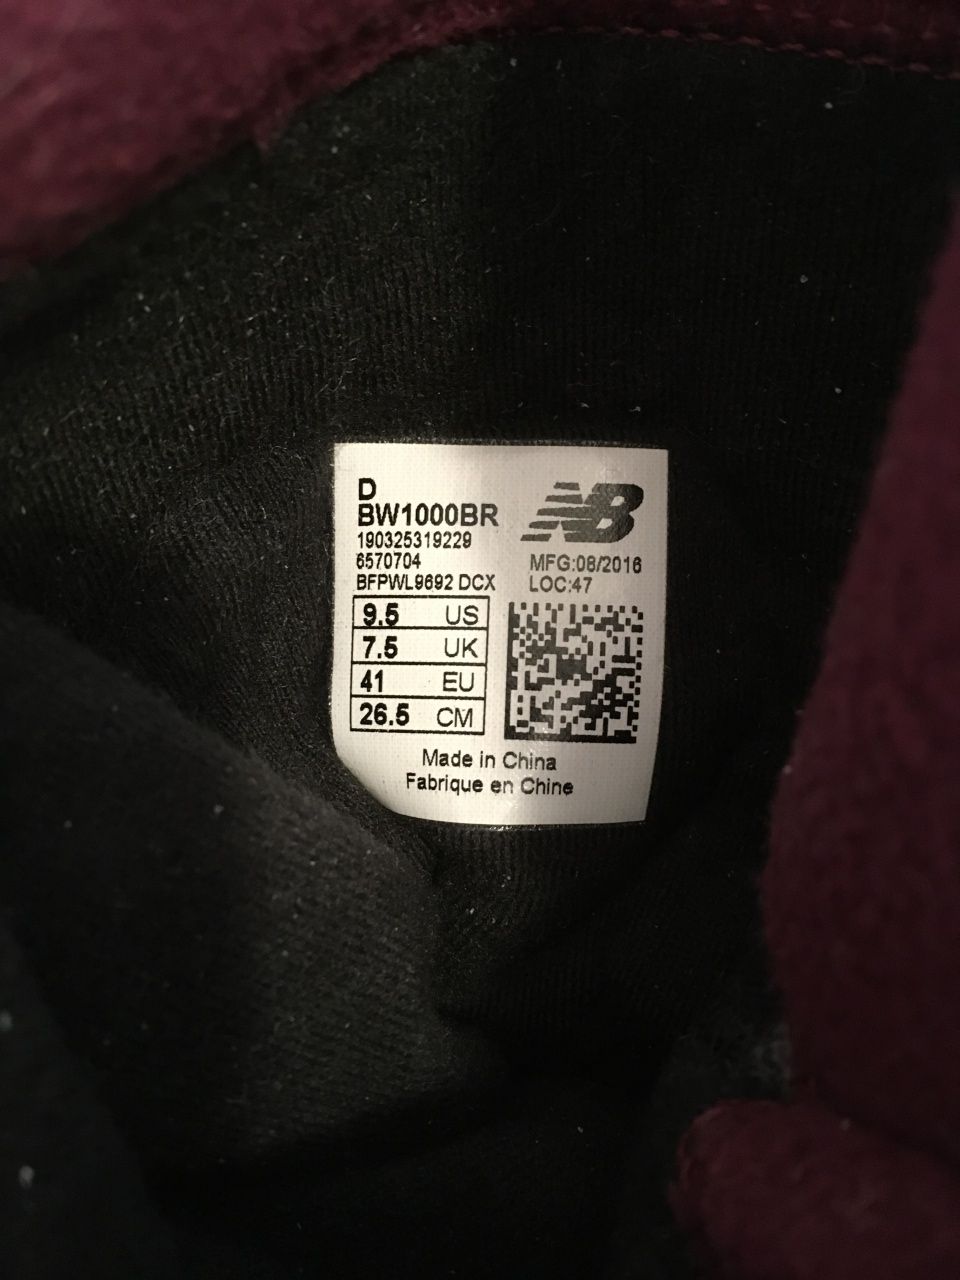 D
BW1000BR
190325319229
6570704
BFPWL9692 DCX
NB
MFG:08/2016
LOC:47
9.5 US
7.5 UK
41 EU
26.5 CM
Made in China
Fabrique en Chine